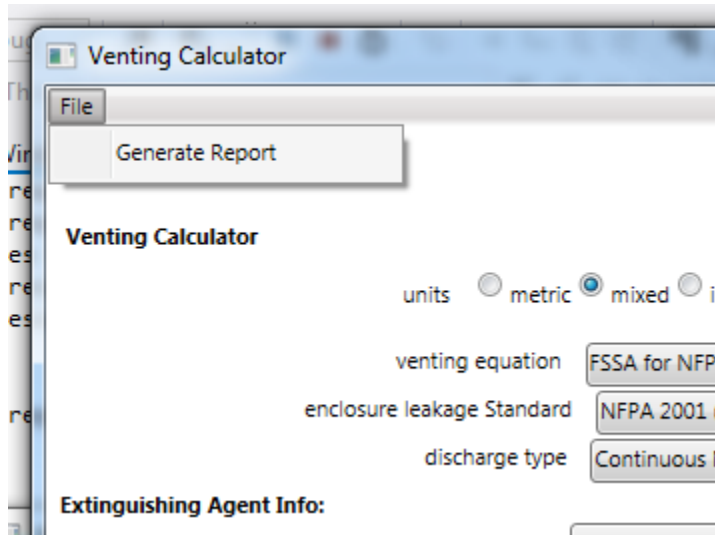 Venting Calculator
File
Generate Report
Venting Calculator
units metric mixed
venting equation FSSA for NFP
enclosure leakage Standard NFPA 2001
discharge type Continuous
Extinguishing Agent Info: